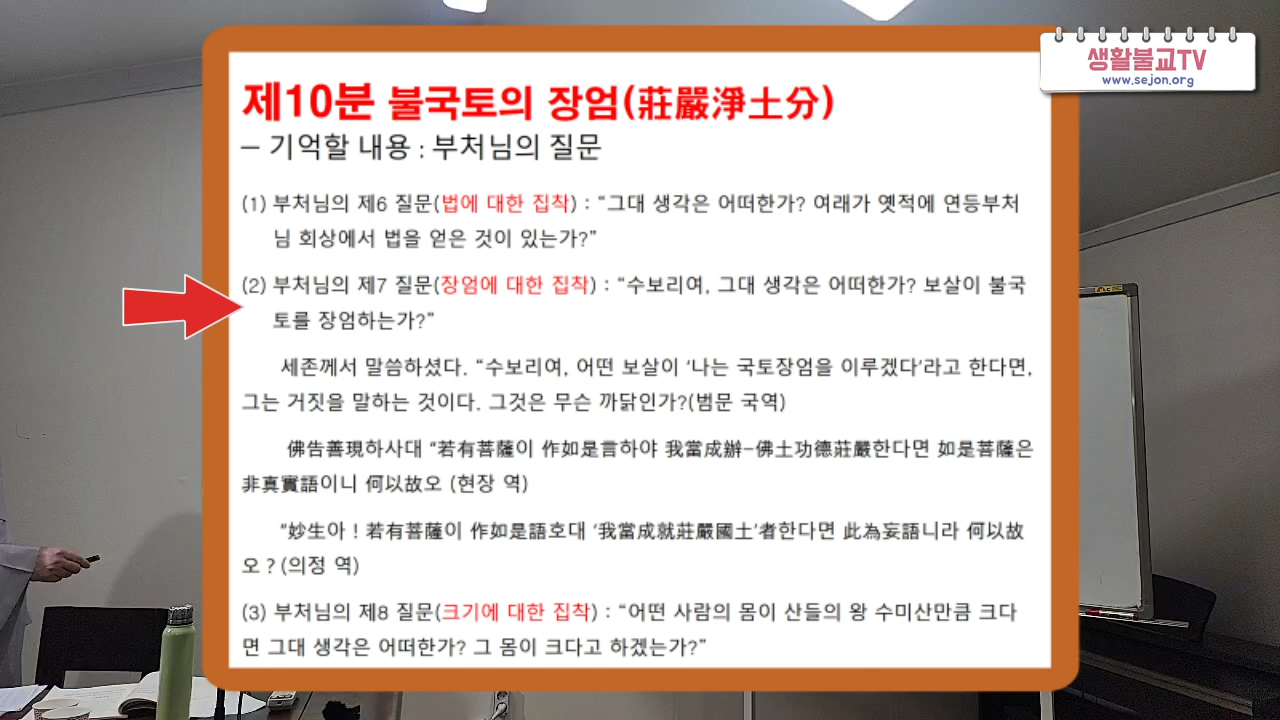 생활불교TV
www.sejon.org
제10분 불국토의 장엄(莊嚴淨土分)
– 기억할 내용 : 부처님의 질문
(1) 부처님의 제6 질문(법에 대한 집착) : “그대 생각은 어떠한가? 여래가 옛적에 연등부처
님 회상에서 법을 얻은 것이 있는가?”
(2) 부처님의 제7 질문(장엄에 대한 집착) : “수보리여, 그대 생각은 어떠한가? 보살이 불국
토를 장엄하는가?”
세존께서 말씀하셨다. “수보리여, 어떤 보살이 ‘나는 국토장엄을 이루겠다’라고 한다면,
그는 거짓을 말하는 것이다. 그것은 무슨 까닭인가?(범문 국역)
佛告善現하사대 “若有菩薩이 作如是言하야 我當成辦–佛土功德莊嚴한다면 如是菩薩은
非真實語이니 何以故오 (현장 역)
“妙生아 ! 若有菩薩이 作如是語호대 ‘我當成就莊嚴國土’者한다면 此為妄語니라 何以故
오 ? (의정 역)
(3) 부처님의 제8 질문(크기에 대한 집착) : “어떤 사람의 몸이 산들의 왕 수미산만큼 크다
면 그대 생각은 어떠한가? 그 몸이 크다고 하겠는가?”